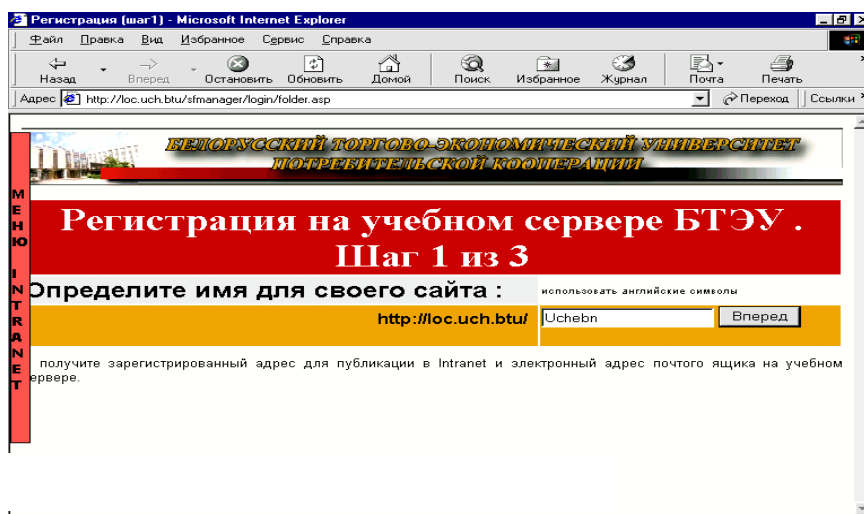 Регистрация (шаг1) - Microsoft Internet Explorer
Файл Правка Вид Избранное Сервис Справка
Назад Вперед Остановить Обновить Домой Поиск Избранное Журнал Почта Печать
Адрес http://loc.uch.btu/sfmanager/login/folder.asp Переход Ссылки
БЕЛОРУССКИЙ ТОРГОВО-ЭКОНОМИЧЕСКИЙ УНИВЕРСИТЕТ
ПОТРЕБИТЕЛЬСКОЙ КООПЕРАЦИИ
МЕНЮ INTRANET
Регистрация на учебном сервере БТЭУ .
Шаг 1 из 3
Определите имя для своего сайта : использовать английские символы
http://loc.uch.btu/ Uchebn Вперед
получите зарегистрированный адрес для публикации в Intranet и электронный адрес почтого ящика на учебном
ервере.